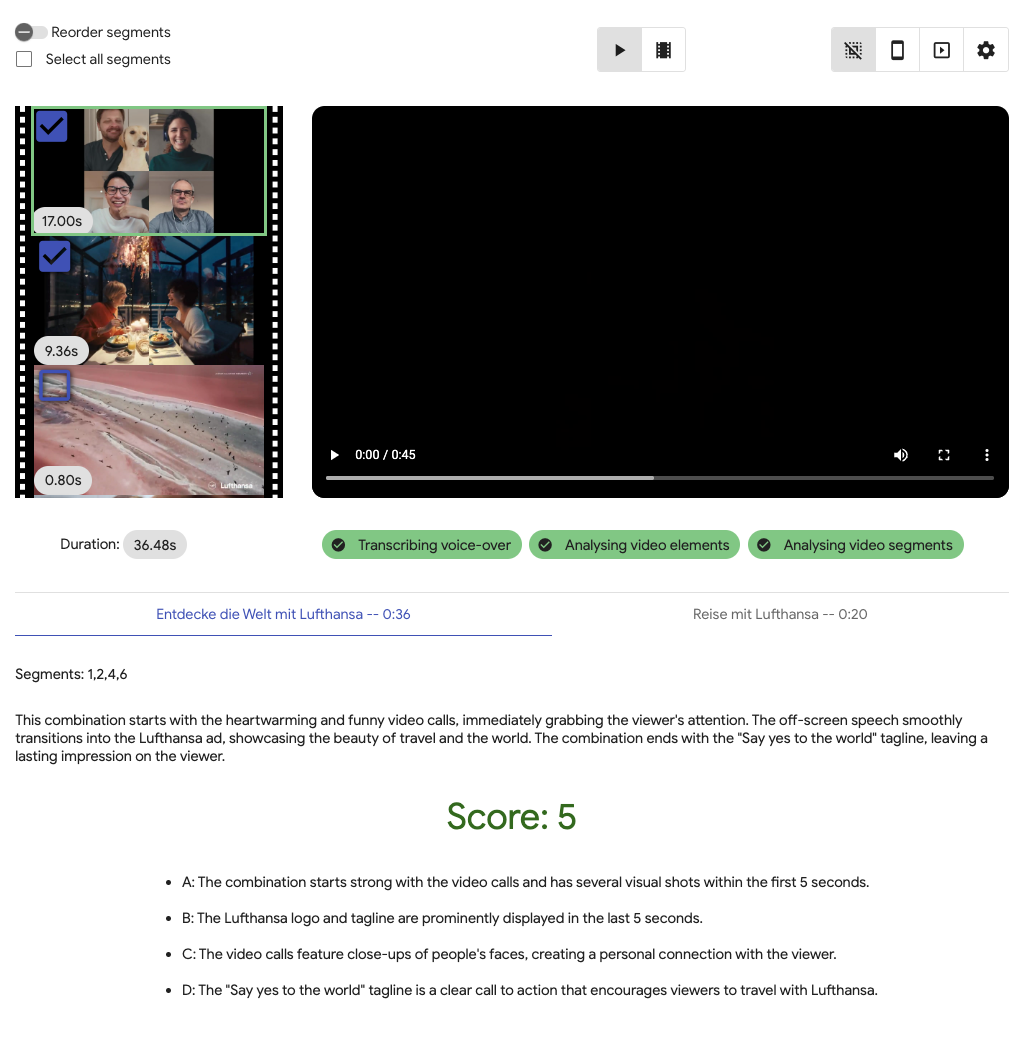 Reorder segments
Select all segments
17.00s
9.36s
0.80s
Lufthansa
0:00 / 0:45
Duration: 36.48s
Transcribing voice-over
Analysing video elements
Analysing video segments
Entdecke die Welt mit Lufthansa -- 0:36
Reise mit Lufthansa -- 0:20
Segments: 1,2,4,6
This combination starts with the heartwarming and funny video calls, immediately grabbing the viewer's attention. The off-screen speech smoothly
transitions into the Lufthansa ad, showcasing the beauty of travel and the world. The combination ends with the "Say yes to the world" tagline, leaving a
lasting impression on the viewer.
Score: 5
A: The combination starts strong with the video calls and has several visual shots within the first 5 seconds.
B: The Lufthansa logo and tagline are prominently displayed in the last 5 seconds.
C: The video calls feature close-ups of people's faces, creating a personal connection with the viewer.
D: The "Say yes to the world" tagline is a clear call to action that encourages viewers to travel with Lufthansa.